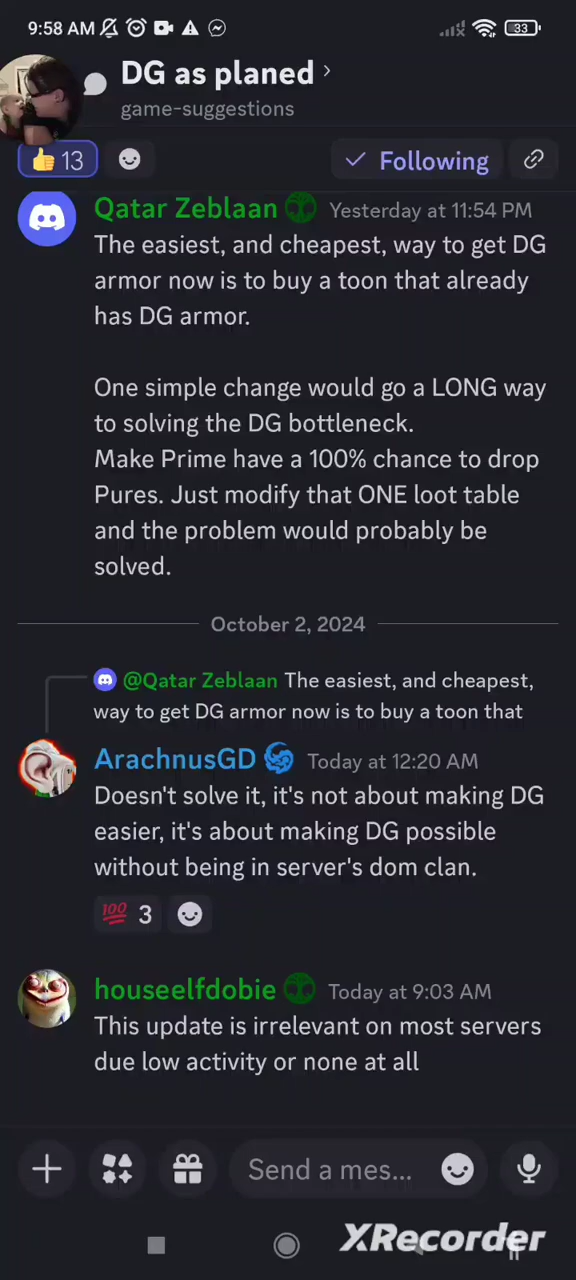 9:58 AM
33
DG as planed
game-suggestions
13
Following
Qatar Zeblaan Yesterday at 11:54 PM
The easiest, and cheapest, way to get DG
armor now is to buy a toon that already
has DG armor.
One simple change would go a LONG way
to solving the DG bottleneck.
Make Prime have a 100% chance to drop
Pures. Just modify that ONE loot table
and the problem would probably be
solved.
October 2, 2024
@Qatar Zeblaan The easiest, and cheapest,
way to get DG armor now is to buy a toon that
ArachnusGD Today at 12:20 AM
Doesn't solve it, it's not about making DG
easier, it's about making DG possible
without being in server's dom clan.
100 3
houseelfdobie Today at 9:03 AM
This update is irrelevant on most servers
due low activity or none at all
Send a mes...
XRecorder